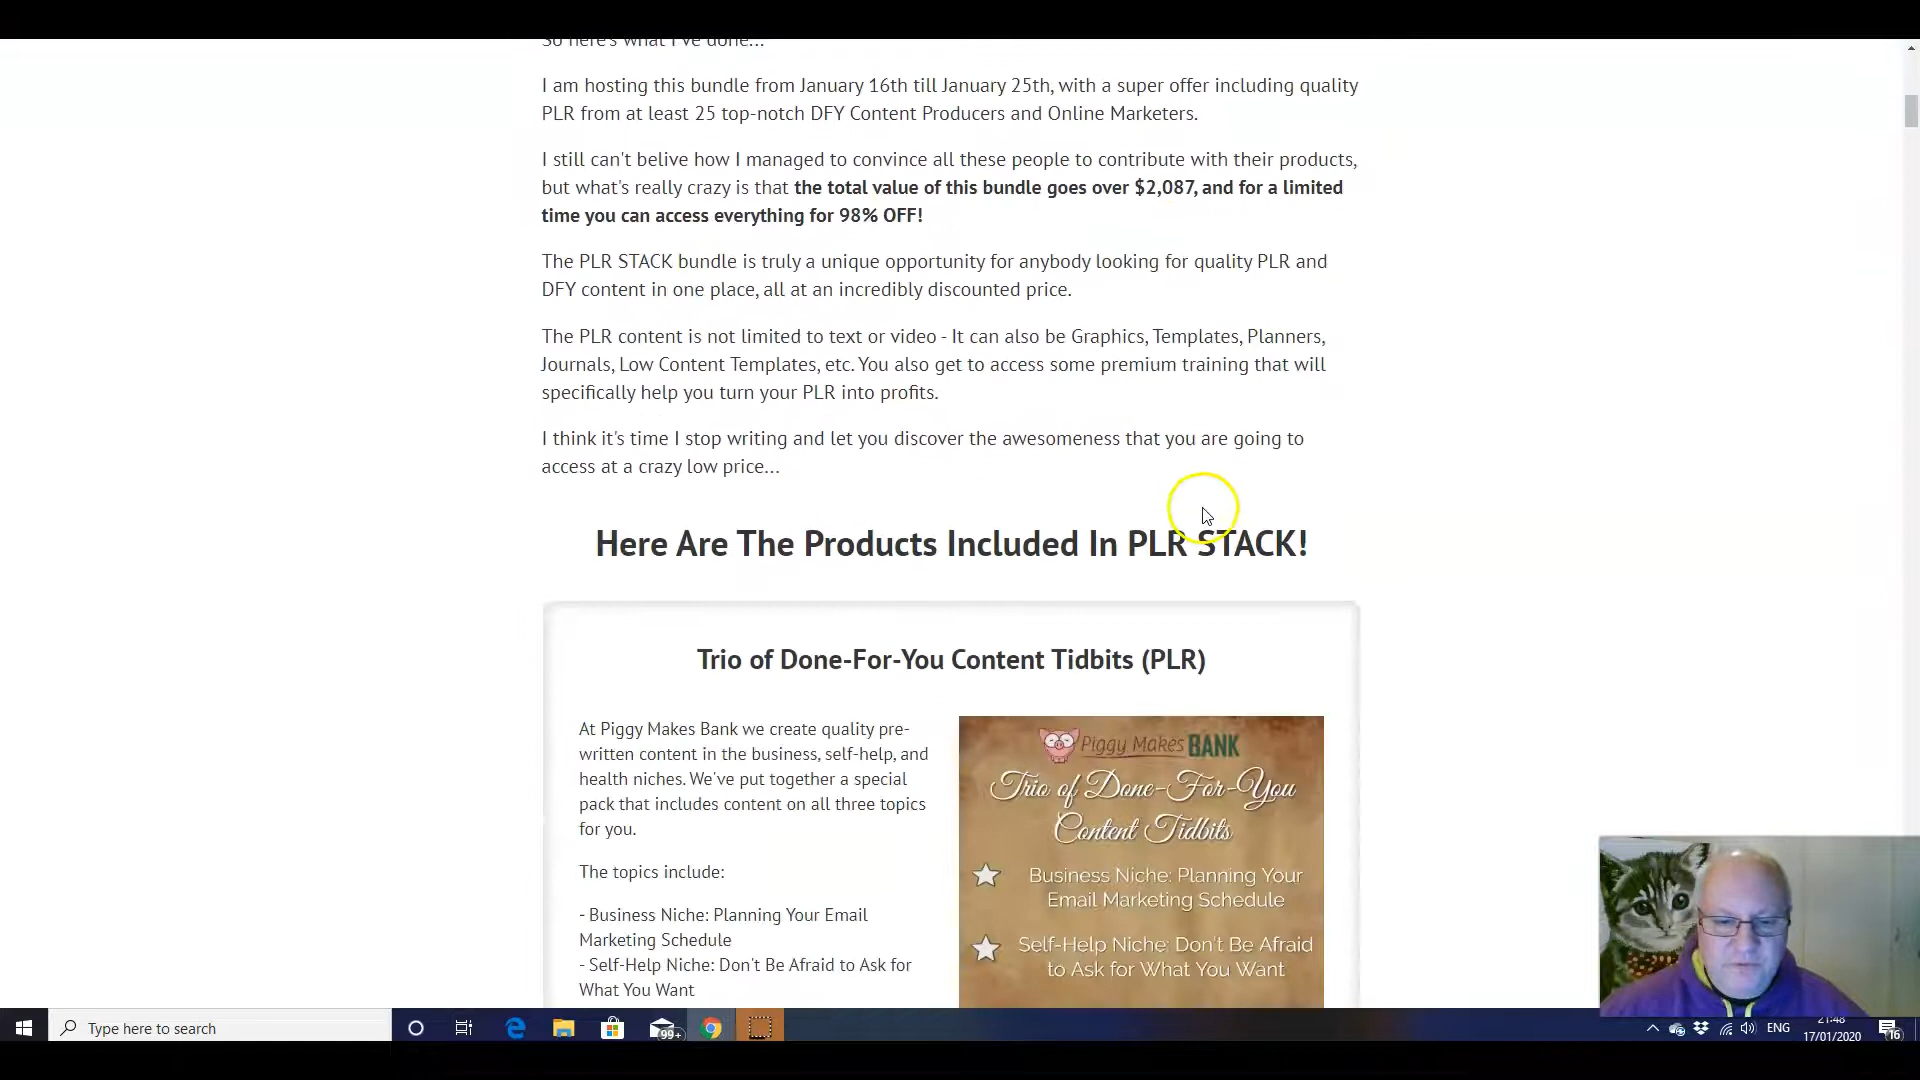 So here's what I've done...
I am hosting this bundle from January 16th till January 25th, with a super offer including quality
PLR from at least 25 top-notch DFY Content Producers and Online Marketers.
I still can't belive how I managed to convince all these people to contribute with their products,
but what's really crazy is that the total value of this bundle goes over $2,087, and for a limited
time you can access everything for 98% OFF!
The PLR STACK bundle is truly a unique opportunity for anybody looking for quality PLR and
DFY content in one place, all at an incredibly discounted price.
The PLR content is not limited to text or video - It can also be Graphics, Templates, Planners,
Journals, Low Content Templates, etc. You also get to access some premium training that will
specifically help you turn your PLR into profits.
I think it's time I stop writing and let you discover the awesomeness that you are going to
access at a crazy low price...
Here Are The Products Included In PLR STACK!
Trio of Done-For-You Content Tidbits (PLR)
At Piggy Makes Bank we create quality pre-
written content in the business, self-help, and
health niches. We've put together a special
pack that includes content on all three topics
for you.
The topics include:
- Business Niche: Planning Your Email
Marketing Schedule
- Self-Help Niche: Don't Be Afraid to Ask for
What You Want
Piggy Makes BANK
Trio of Done-For-You
Content Tidbits
Business Niche: Planning Your
Email Marketing Schedule
Self-Help Niche: Don't Be Afraid
to Ask for What You Want
Type here to search
99+
ENG
21:48
17/01/2020
16